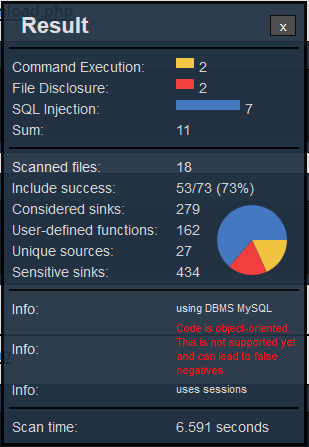 Result
x
Command Execution: 2
File Disclosure: 2
SQL Injection: 7
Sum: 11
Scanned files: 18
Include success: 53/73 (73%)
Considered sinks: 279
User-defined functions: 162
Unique sources: 27
Sensitive sinks: 434
Info: using DBMS MySQL
Info: Code is object-oriented.
This is not supported yet
and can lead to false
negatives.
Info: uses sessions
Scan time: 6.591 seconds